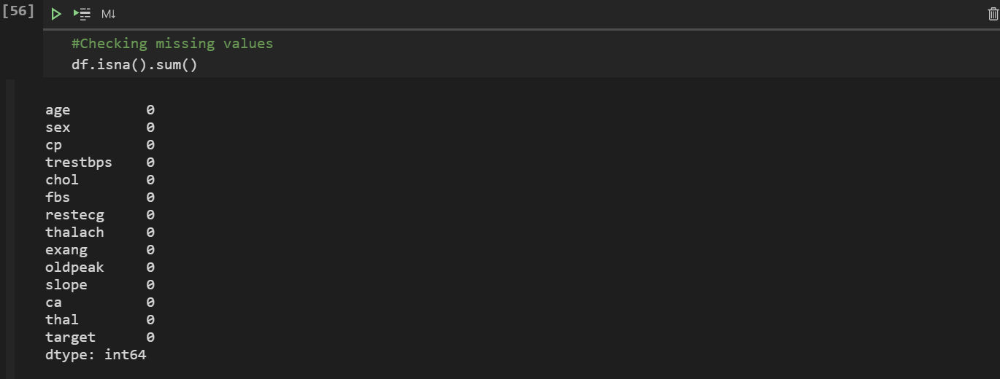 [56]
M↓
#Checking missing values
df.isna().sum()
age 0
sex 0
cp 0
trestbps 0
chol 0
fbs 0
restecg 0
thalach 0
exang 0
oldpeak 0
slope 0
ca 0
thal 0
target 0
dtype: int64